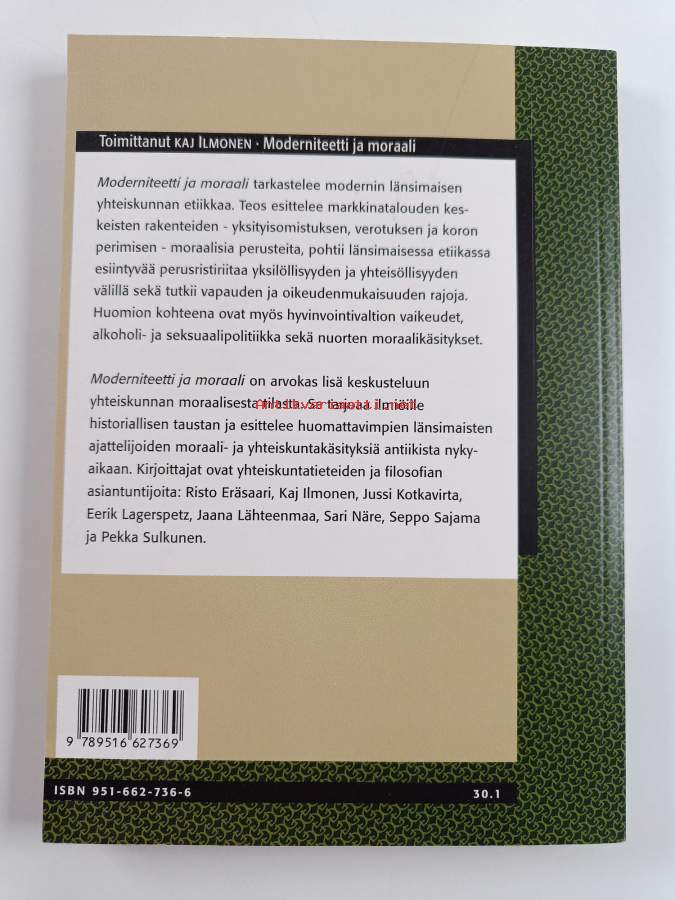 Toimittanut KAJ ILMONEN · Moderniteetti ja moraali
Moderniteetti ja moraali tarkastelee modernin länsimaisen
yhteiskunnan etiikkaa. Teos esittelee markkinatalouden kes-
keisten rakenteiden - yksityisomistuksen, verotuksen ja koron
perimisen - moraalisia perusteita, pohtii länsimaisessa etiikassa
esiintyvää perusristiriitaa yksilöllisyyden ja yhteisöllisyyden
välillä sekä tutkii vapauden ja oikeudenmukaisuuden rajoja.
Huomion kohteena ovat myös hyvinvointivaltion vaikeudet,
alkoholi- ja seksuaalipolitiikka sekä nuorten moraalikäsitykset.
Moderniteetti ja moraali on arvokas lisä keskusteluun
yhteiskunnan moraalisesta tilasta. Se tarjoaa ilmiöille
historiallisen taustan ja esittelee huomattavimpien länsimaisten
ajattelijoiden moraali- ja yhteiskuntakäsityksiä antiikista nyky-
aikaan. Kirjoittajat ovat yhteiskuntatieteiden ja filosofian
asiantuntijoita: Risto Eräsaari, Kaj Ilmonen, Jussi Kotkavirta,
Eerik Lagerspetz, Jaana Lähteenmaa, Sari Näre, Seppo Sajama
ja Pekka Sulkunen.
9 789516 627369
ISBN 951-662-736-6
30.1